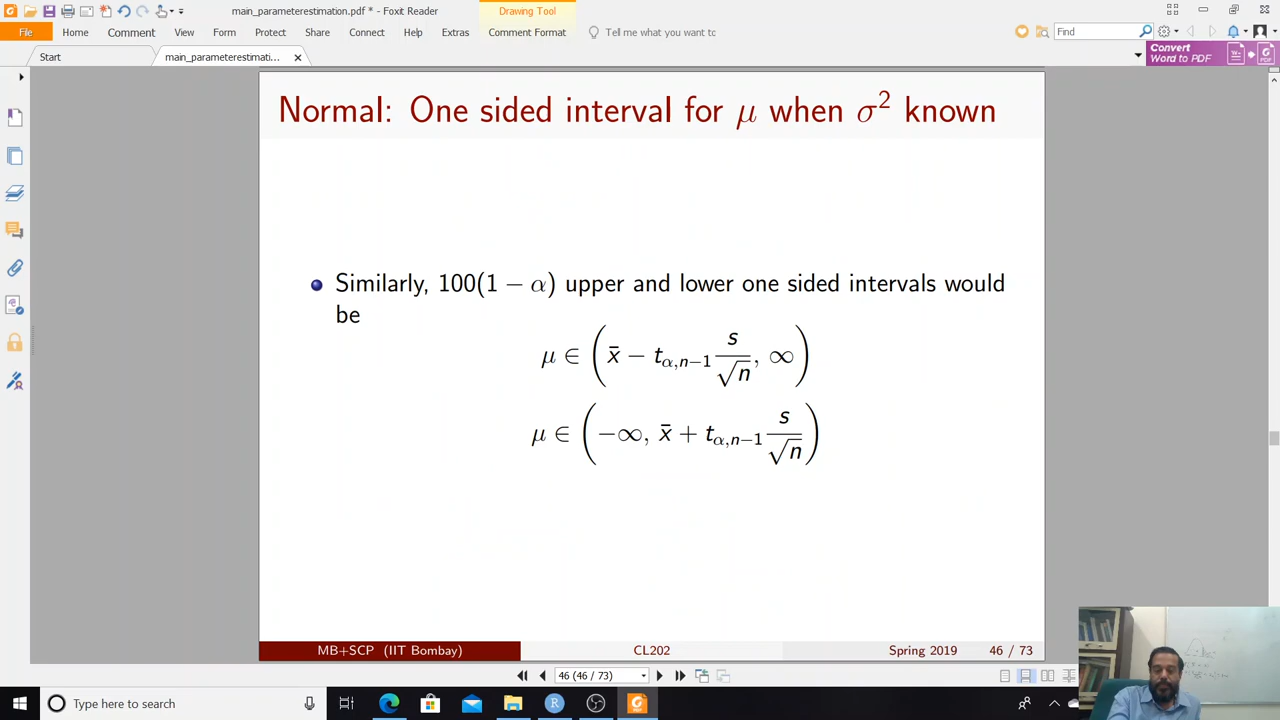 main_parameterestimation.pdf * - Foxit Reader
Drawing Tool
File Home Comment View Form Protect Share Connect Help Extras Comment Format Tell me what you want tc Find
Start main_parameterestimati...
Convert
Word to PDF
Normal: One sided interval for μ when σ² known
Similarly, 100(1 − α) upper and lower one sided intervals would
be
μ ∈ (x̄ − t_{α,n−1} s/√n, ∞)
μ ∈ (−∞, x̄ + t_{α,n−1} s/√n)
MB+SCP (IIT Bombay) CL202 Spring 2019 46 / 73
46 (46 / 73)
Type here to search